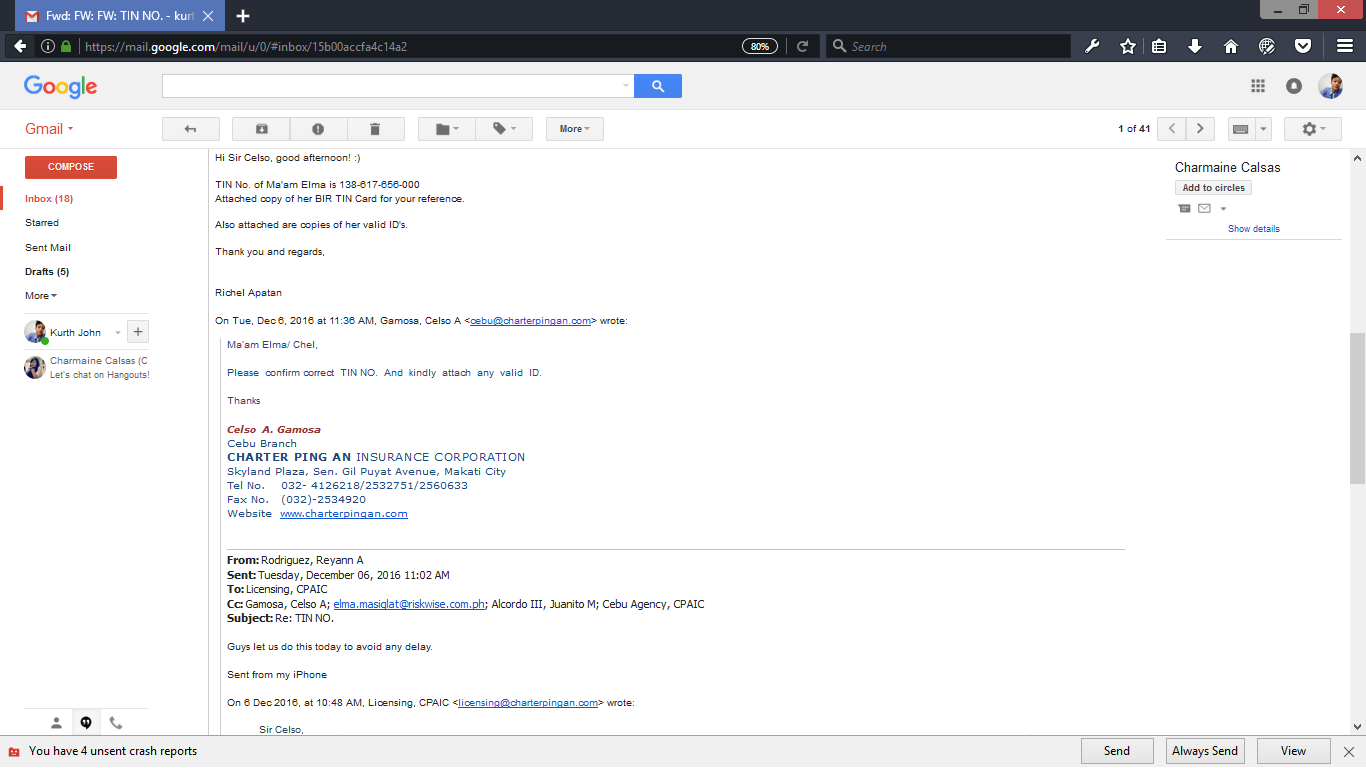 Fwd: FW: FW: TIN NO. - kurt
https://mail.google.com/mail/u/0/#inbox/15b00accfa4c14a2
80%
Search
Google
Gmail
More
1 of 41
COMPOSE
Inbox (18)
Starred
Sent Mail
Drafts (5)
More
Kurth John
Charmaine Calsas (C
Let's chat on Hangouts!
Hi Sir Celso, good afternoon! :)
TIN No. of Ma'am Elma is 138-617-656-000
Attached copy of her BIR TIN Card for your reference.
Also attached are copies of her valid ID's.
Thank you and regards,
Richel Apatan
On Tue, Dec 6, 2016 at 11:36 AM, Gamosa, Celso A <cebu@charterpingan.com> wrote:
Ma'am Elma/ Chel,
Please confirm correct TIN NO. And kindly attach any valid ID.
Thanks
Celso A. Gamosa
Cebu Branch
CHARTER PING AN INSURANCE CORPORATION
Skyland Plaza, Sen. Gil Puyat Avenue, Makati City
Tel No. 032- 4126218/2532751/2560633
Fax No. (032)-2534920
Website www.charterpingan.com
From: Rodriguez, Reyann A
Sent: Tuesday, December 06, 2016 11:02 AM
To: Licensing, CPAIC
Cc: Gamosa, Celso A; elma.masiglat@riskwise.com.ph; Alcordo III, Juanito M; Cebu Agency, CPAIC
Subject: Re: TIN NO.
Guys let us do this today to avoid any delay.
Sent from my iPhone
On 6 Dec 2016, at 10:48 AM, Licensing, CPAIC <licensing@charterpingan.com> wrote:
Sir Celso,
Charmaine Calsas
Add to circles
Show details
You have 4 unsent crash reports
Send
Always Send
View